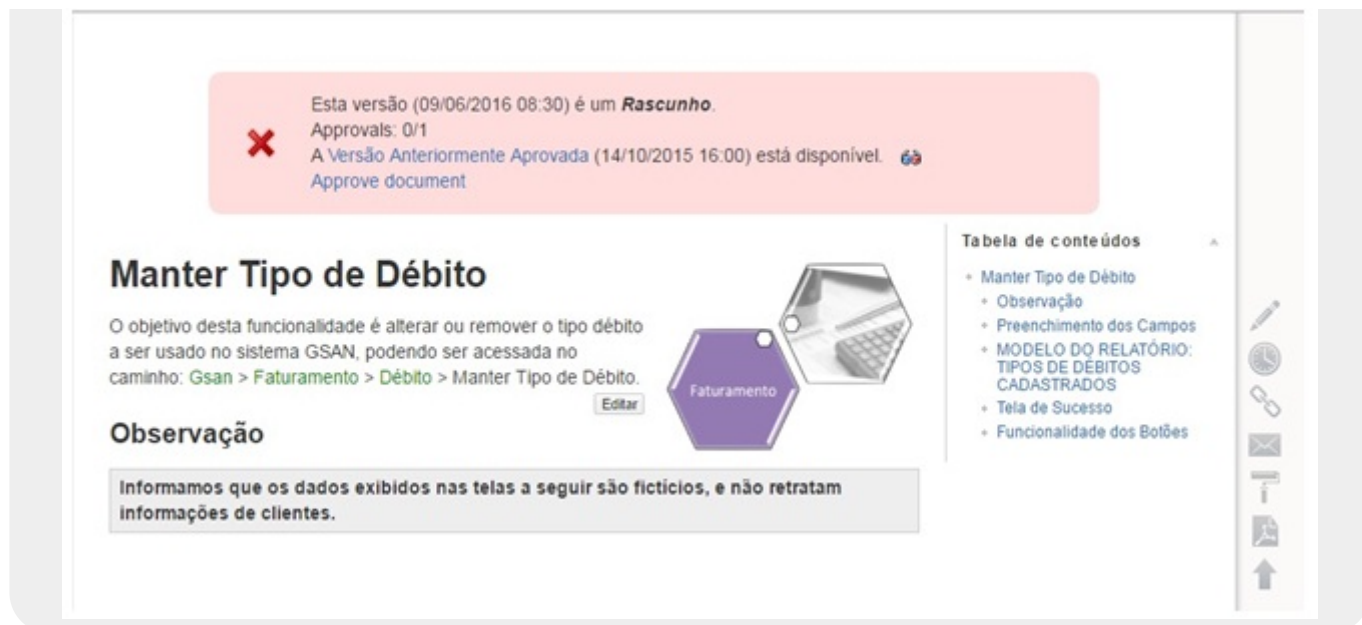 Esta versão (09/06/2016 08:30) é um Rascunho.
Approvals: 0/1
A Versão Anteriormente Aprovada (14/10/2015 16:00) está disponível.
Approve document
Manter Tipo de Débito
O objetivo desta funcionalidade é alterar ou remover o tipo débito
a ser usado no sistema GSAN, podendo ser acessada no
caminho: Gsan > Faturamento > Débito > Manter Tipo de Débito.
Editar
Faturamento
Observação
Informamos que os dados exibidos nas telas a seguir são fictícios, e não retratam
informações de clientes.
Tabela de conteúdos
Manter Tipo de Débito
Observação
Preenchimento dos Campos
MODELO DO RELATÓRIO:
TIPOS DE DÉBITOS
CADASTRADOS
Tela de Sucesso
Funcionalidade dos Botões